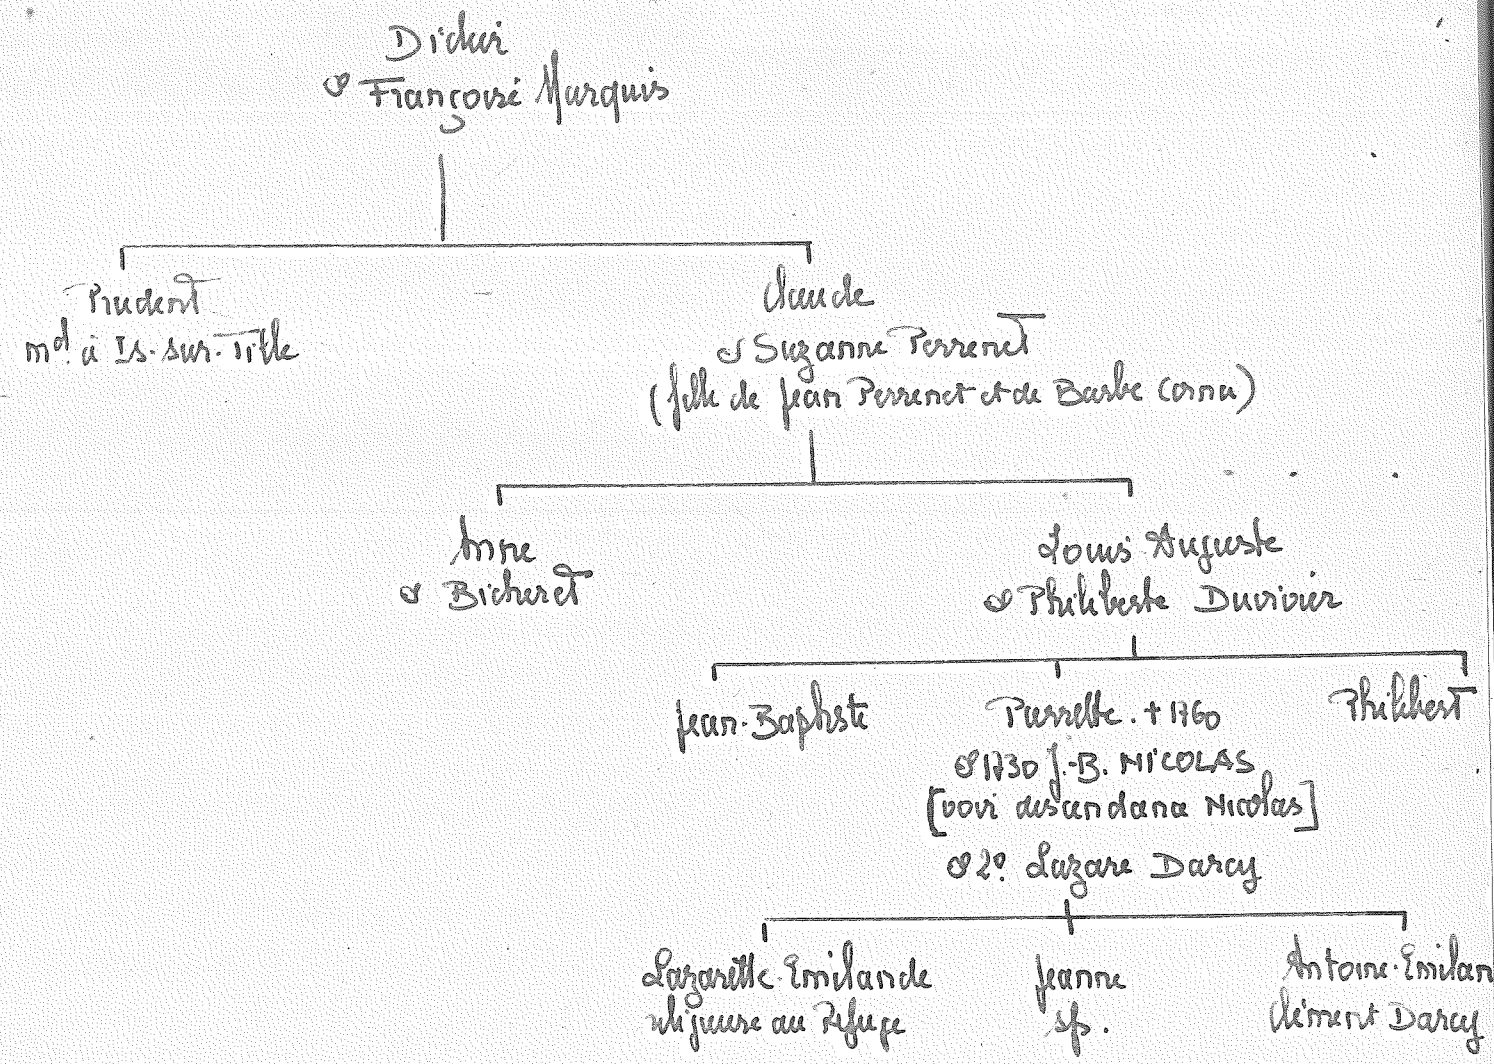 Didier
∞ Françoise Marquis
Prudent
md. à Is-sur-Tille
Claude
∞ Suzanne Perrenet
(fille de Jean Perrenet et de Barbe Cornu)
Anne
∞ Bicheret
Louis Auguste
∞ Philiberte Duvivier
Jean-Baptiste
Pierrette. + 1760
∞ 1730 J.-B. NICOLAS
[voir descendance Nicolas]
∞ 2º. Lazare Darcy
Philibert
Lazarette-Emilande
religieuse au Refuge
Jeanne
sp.
Antoine-Emilan
Clément Darcy